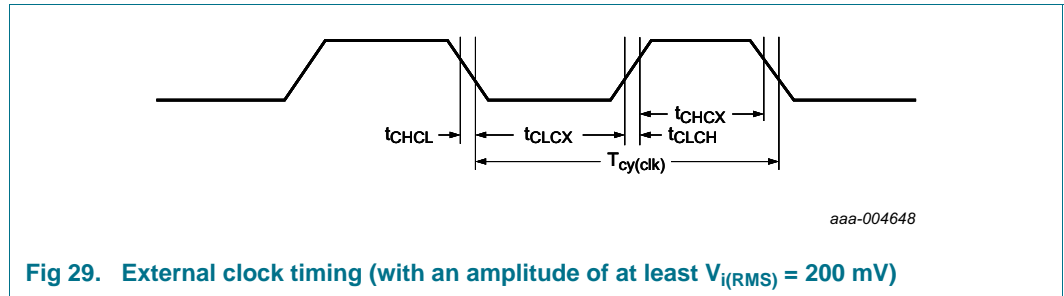 tCHCX
tCHCL tCLCX tCLCH
Tcy(clk)
aaa-004648
Fig 29. External clock timing (with an amplitude of at least Vi(RMS) = 200 mV)